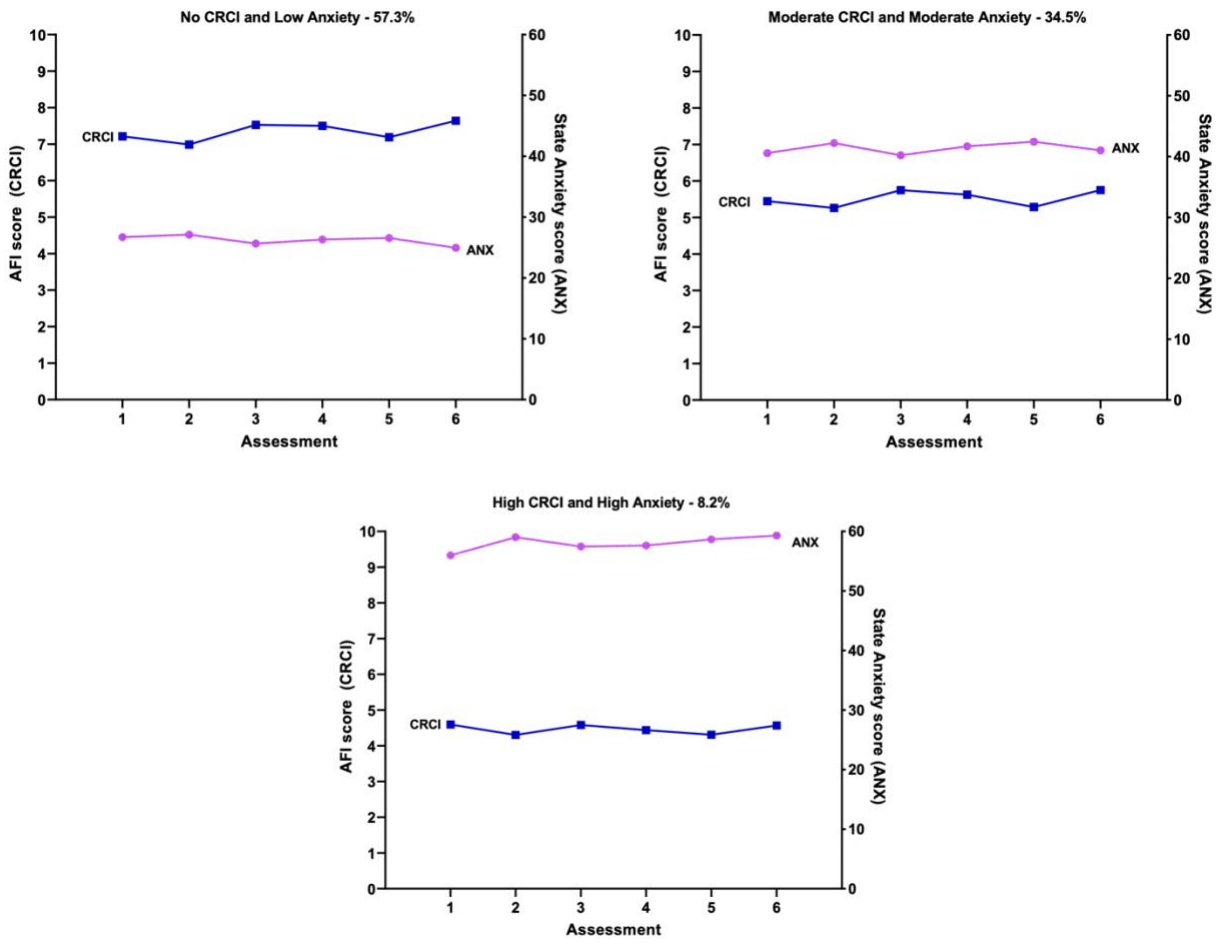 No CRCI and Low Anxiety - 57.3%
10
9
8
7
6
5
4
3
2
1
0
AFI score (CRCI)
CRCI
ANX
60
50
40
30
20
10
0
State Anxiety score (ANX)
1 2 3 4 5 6
Assessment
Moderate CRCI and Moderate Anxiety - 34.5%
10
9
8
7
6
5
4
3
2
1
0
AFI score (CRCI)
ANX
CRCI
60
50
40
30
20
10
0
State Anxiety score (ANX)
1 2 3 4 5 6
Assessment
High CRCI and High Anxiety - 8.2%
10
9
8
7
6
5
4
3
2
1
0
AFI score (CRCI)
ANX
CRCI
60
50
40
30
20
10
0
State Anxiety score (ANX)
1 2 3 4 5 6
Assessment